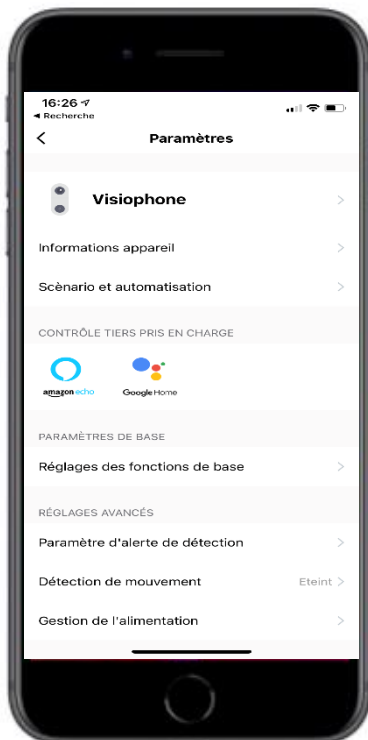 16:26
Recherche
Paramètres
Visiophone
Informations appareil
Scènario et automatisation
CONTRÔLE TIERS PRIS EN CHARGE
amazon echo
Google Home
PARAMÈTRES DE BASE
Réglages des fonctions de base
RÉGLAGES AVANCÉS
Paramètre d'alerte de détection
Détection de mouvement
Eteint
Gestion de l'alimentation